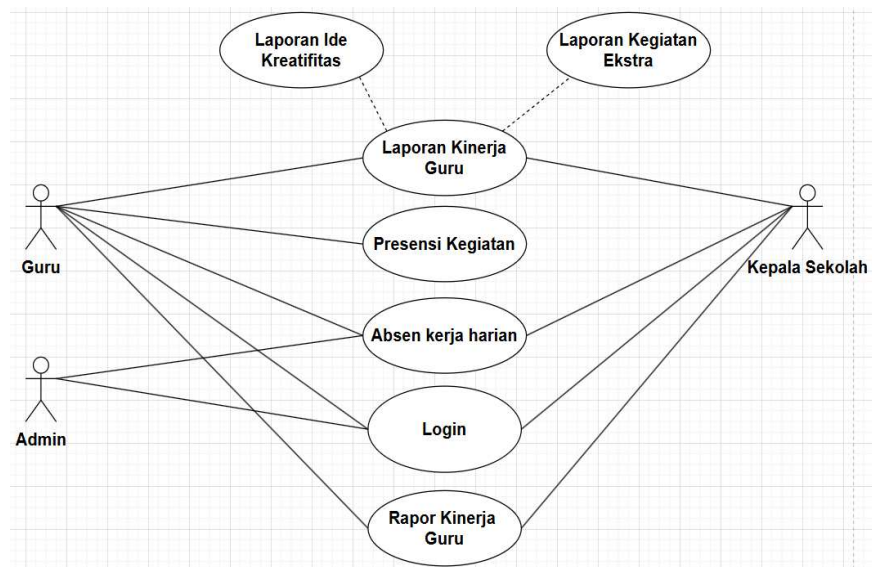 Laporan Ide
Kreatifitas
Laporan Kegiatan
Ekstra
Laporan Kinerja
Guru
Presensi Kegiatan
Guru
Kepala Sekolah
Absen kerja harian
Admin
Login
Rapor Kinerja
Guru